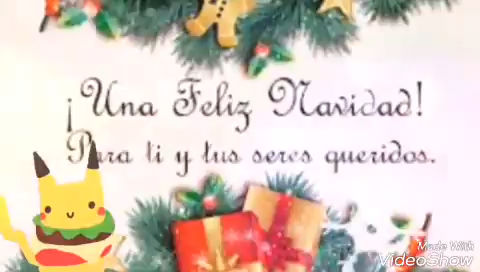 ¡Una Feliz Navidad!
Para ti y tus seres queridos.
Made With
VideoShow